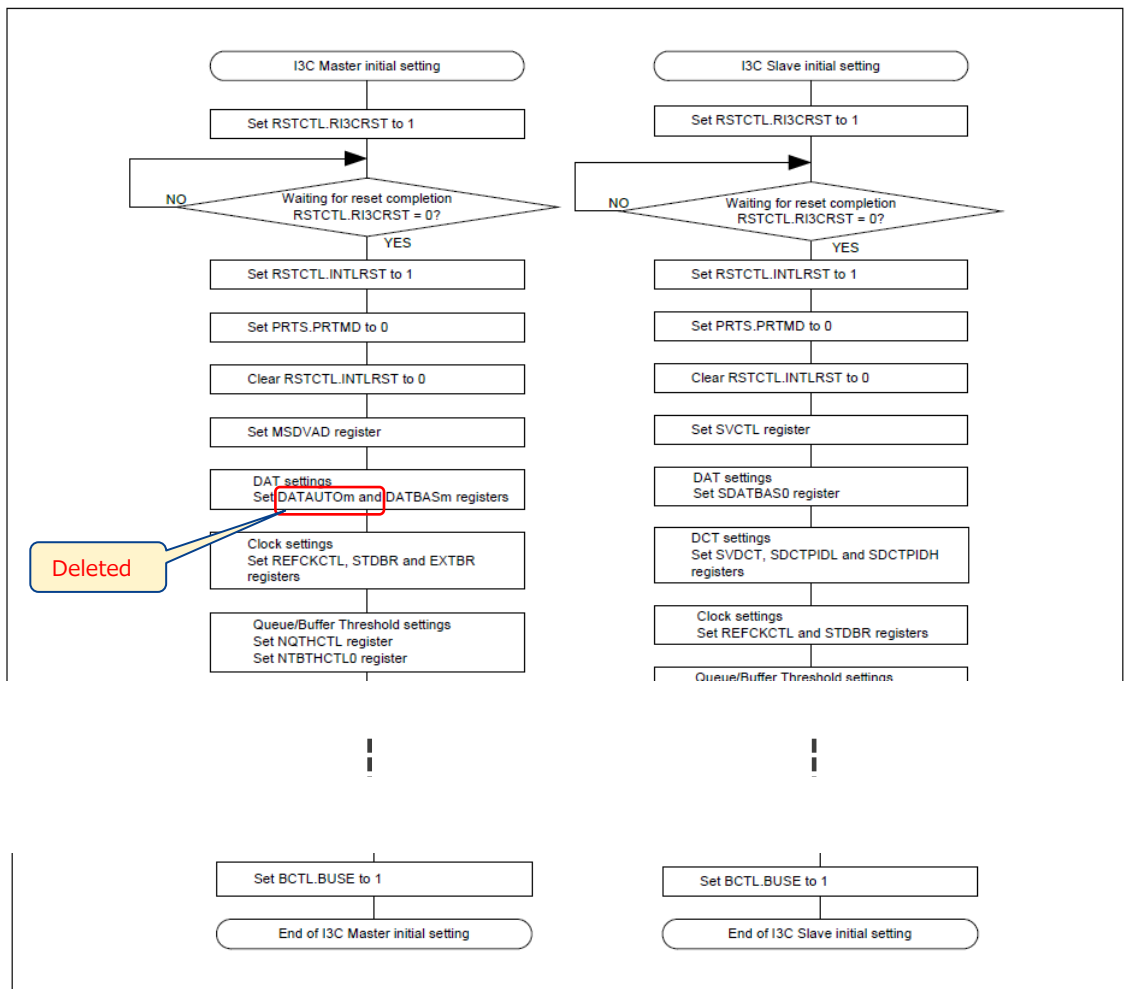 I3C Master initial setting
Set RSTCTL.RI3CRST to 1
NO
Waiting for reset completion
RSTCTL.RI3CRST = 0?
YES
Set RSTCTL.INTLRST to 1
Set PRTS.PRTMD to 0
Clear RSTCTL.INTLRST to 0
Set MSDVAD register
DAT settings
Set DATAUTOm and DATBASm registers
Deleted
Clock settings
Set REFCKCTL, STDBR and EXTBR
registers
Queue/Buffer Threshold settings
Set NQTHCTL register
Set NTBTHCTL0 register
Set BCTL.BUSE to 1
End of I3C Master initial setting
I3C Slave initial setting
Set RSTCTL.RI3CRST to 1
NO
Waiting for reset completion
RSTCTL.RI3CRST = 0?
YES
Set RSTCTL.INTLRST to 1
Set PRTS.PRTMD to 0
Clear RSTCTL.INTLRST to 0
Set SVCTL register
DAT settings
Set SDATBAS0 register
DCT settings
Set SVDCT, SDCTPIDL and SDCTPIDH
registers
Clock settings
Set REFCKCTL and STDBR registers
Queue/Buffer Threshold settings
Set BCTL.BUSE to 1
End of I3C Slave initial setting